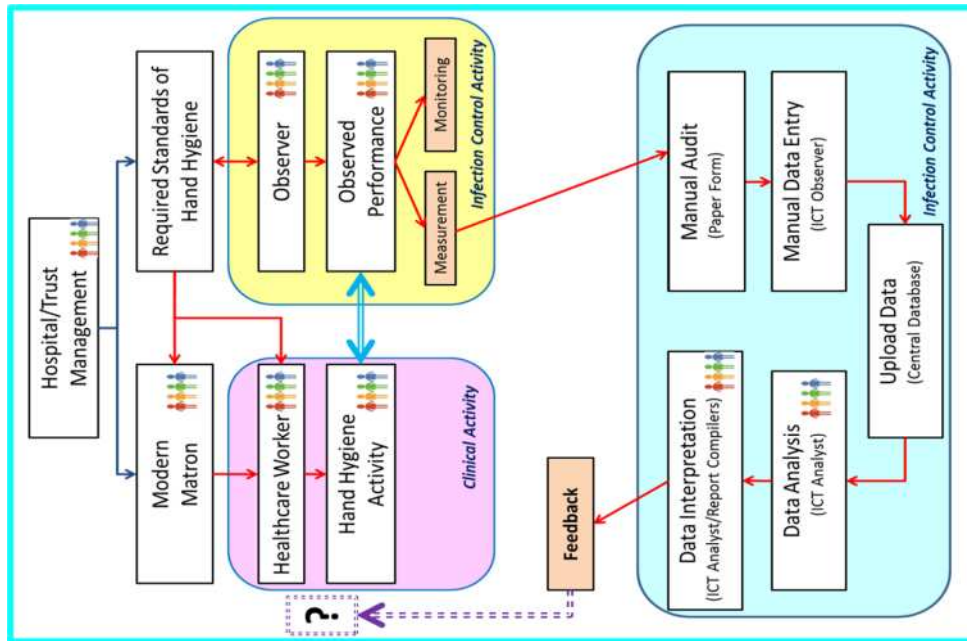 Hospital/Trust
Management
Modern
Matron
Required Standards of
Hand Hygiene
Healthcare Worker
Hand Hygiene
Activity
Clinical Activity
Observer
Observed
Performance
Measurement
Monitoring
Infection Control Activity
?
Feedback
Manual Audit
(Paper Form)
Manual Data Entry
(ICT Observer)
Upload Data
(Central Database)
Data Analysis
(ICT Analyst)
Data Interpretation
(ICT Analyst/Report Compilers)
Infection Control Activity